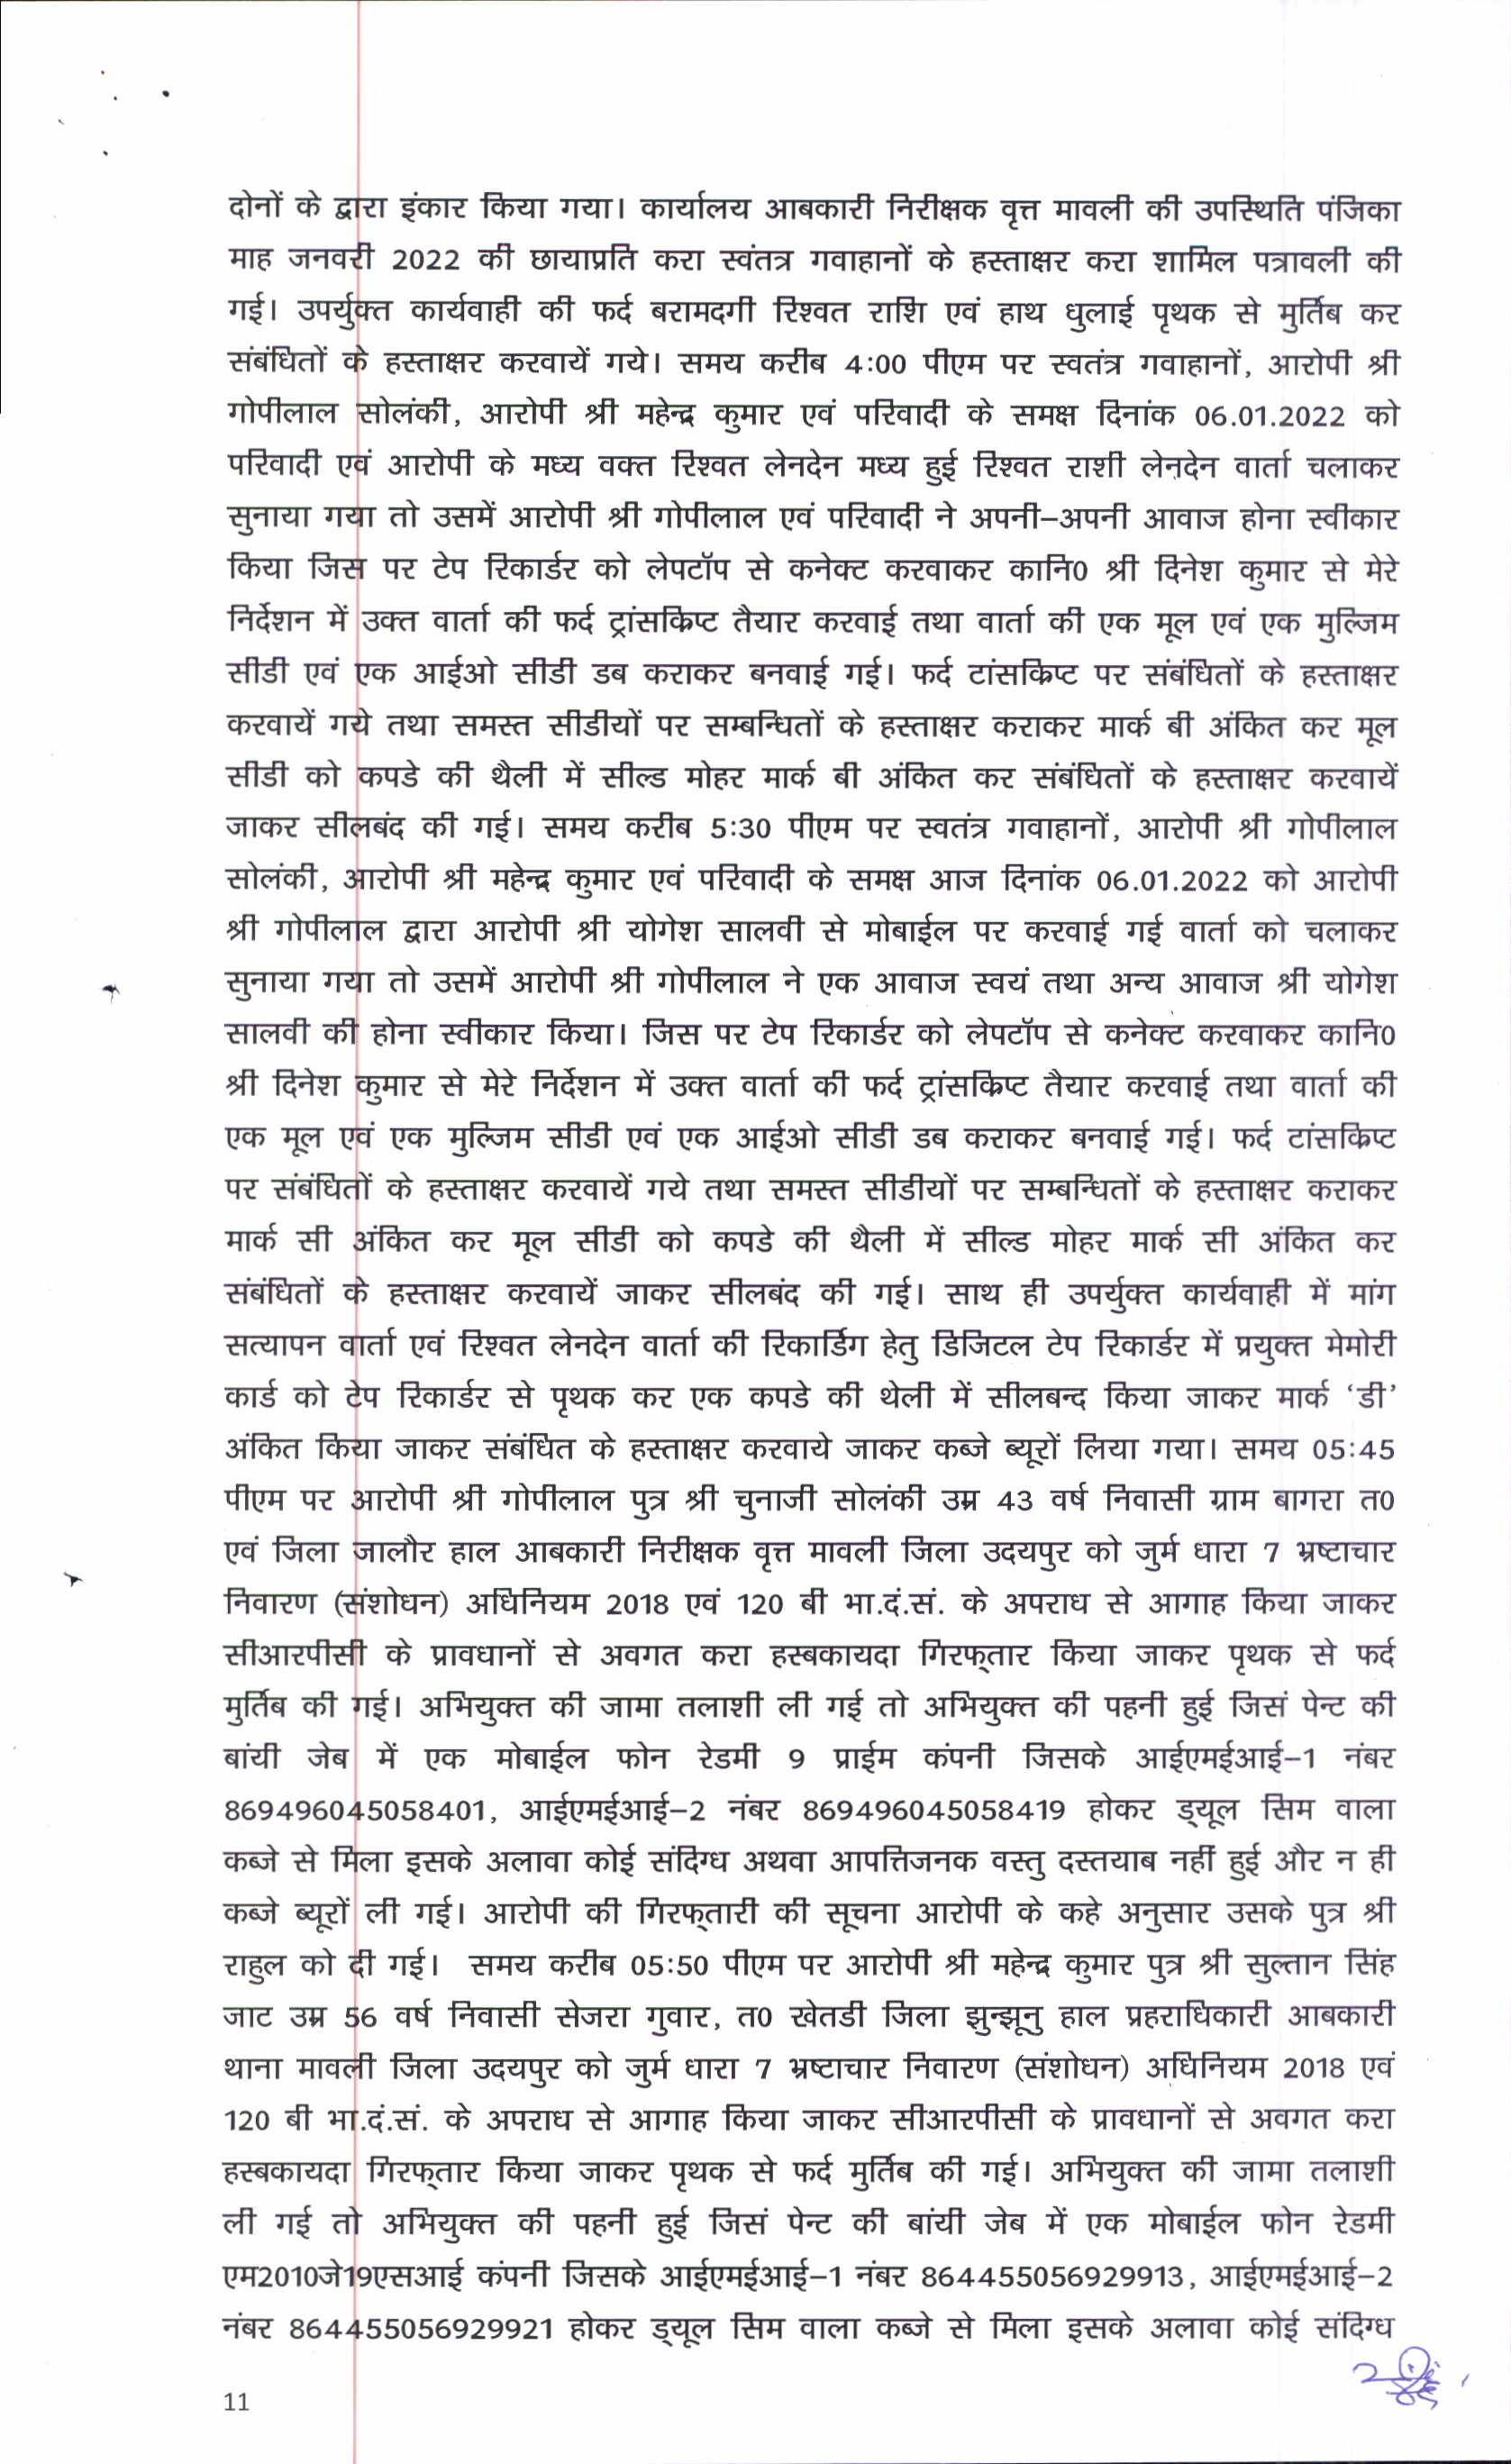 दोनों के द्वारा इंकार किया गया। कार्यालय आबकारी निरीक्षक वृत्त मावली की उपस्थिति पंजिका
माह जनवरी 2022 की छायाप्रति करा स्वंतत्र गवाहानों के हस्ताक्षर करा शामिल पत्रावली की
गई। उपर्युक्त कार्यवाही की फर्द बरामदगी रिश्वत राशि एवं हाथ धुलाई पृथक से मुर्तिब कर
संबंधितों के हस्ताक्षर करवायें गये। समय करीब 4:00 पीएम पर स्वतंत्र गवाहानों, आरोपी श्री
गोपीलाल सोलंकी, आरोपी श्री महेन्द्र कुमार एवं परिवादी के समक्ष दिनांक 06.01.2022 को
परिवादी एवं आरोपी के मध्य वक्त रिश्वत लेनदेन मध्य हुई रिश्वत राशी लेनदेन वार्ता चलाकर
सुनाया गया तो उसमें आरोपी श्री गोपीलाल एवं परिवादी ने अपनी–अपनी आवाज होना स्वीकार
किया जिस पर टेप रिकार्डर को लेपटॉप से कनेक्ट करवाकर कानि0 श्री दिनेश कुमार से मेरे
निर्देशन में उक्त वार्ता की फर्द ट्रांसकिप्ट तैयार करवाई तथा वार्ता की एक मूल एवं एक मुल्जिम
सीडी एवं एक आईओ सीडी डब कराकर बनवाई गई। फर्द टांसकिप्ट पर संबंधितों के हस्ताक्षर
करवायें गये तथा समस्त सीडीयों पर सम्बन्धितों के हस्ताक्षर कराकर मार्क बी अंकित कर मूल
सीडी को कपडे की थैली में सील्ड मोहर मार्क बी अंकित कर संबंधितों के हस्ताक्षर करवायें
जाकर सीलबंद की गई। समय करीब 5:30 पीएम पर स्वतंत्र गवाहानों, आरोपी श्री गोपीलाल
सोलंकी, आरोपी श्री महेन्द्र कुमार एवं परिवादी के समक्ष आज दिनांक 06.01.2022 को आरोपी
श्री गोपीलाल द्वारा आरोपी श्री योगेश सालवी से मोबाईल पर करवाई गई वार्ता को चलाकर
सुनाया गया तो उसमें आरोपी श्री गोपीलाल ने एक आवाज स्वयं तथा अन्य आवाज श्री योगेश
सालवी की होना स्वीकार किया। जिस पर टेप रिकार्डर को लेपटॉप से कनेक्ट करवाकर कानि0
श्री दिनेश कुमार से मेरे निर्देशन में उक्त वार्ता की फर्द ट्रांसकिप्ट तैयार करवाई तथा वार्ता की
एक मूल एवं एक मुल्जिम सीडी एवं एक आईओ सीडी डब कराकर बनवाई गई। फर्द टांसकिप्ट
पर संबंधितों के हस्ताक्षर करवायें गये तथा समस्त सीडीयों पर सम्बन्धितों के हस्ताक्षर कराकर
मार्क सी अंकित कर मूल सीडी को कपडे की थैली में सील्ड मोहर मार्क सी अंकित कर
संबंधितों के हस्ताक्षर करवायें जाकर सीलबंद की गई। साथ ही उपर्युक्त कार्यवाही में मांग
सत्यापन वार्ता एवं रिश्वत लेनदेन वार्ता की रिकार्डिग हेतु डिजिटल टेप रिकार्डर में प्रयुक्त मेमोरी
कार्ड को टेप रिकार्डर से पृथक कर एक कपडे की थेली में सीलबन्द किया जाकर मार्क ‘डी’
अंकित किया जाकर संबंधित के हस्ताक्षर करवाये जाकर कब्जे ब्यूरों लिया गया। समय 05:45
पीएम पर आरोपी श्री गोपीलाल पुत्र श्री चुनाजी सोलंकी उम्र 43 वर्ष निवासी ग्राम बागरा त0
एवं जिला जालौर हाल आबकारी निरीक्षक वृत्त मावली जिला उदयपुर को जुर्म धारा 7 भ्रष्टाचार
निवारण (संशोधन) अधिनियम 2018 एवं 120 बी भा.दं.सं. के अपराध से आगाह किया जाकर
सीआरपीसी के प्रावधानों से अवगत करा हस्बकायदा गिरफ्तार किया जाकर पृथक से फर्द
मुर्तिब की गई। अभियुक्त की जामा तलाशी ली गई तो अभियुक्त की पहनी हुई जिसं पेन्ट की
बांयी जेब में एक मोबाईल फोन रेडमी 9 प्राईम कंपनी जिसके आईएमईआई–1 नंबर
869496045058401, आईएमईआई–2 नंबर 869496045058419 होकर ड्यूल सिम वाला
कब्जे से मिला इसके अलावा कोई संदिग्ध अथवा आपत्तिजनक वस्तु दस्तयाब नहीं हुई और न ही
कब्जे ब्यूरों ली गई। आरोपी की गिरफ्तारी की सूचना आरोपी के कहे अनुसार उसके पुत्र श्री
राहुल को दी गई। समय करीब 05:50 पीएम पर आरोपी श्री महेन्द्र कुमार पुत्र श्री सुल्तान सिंह
जाट उम्र 56 वर्ष निवासी सेजरा गुवार, त0 खेतडी जिला झुन्झूनु हाल प्रहराधिकारी आबकारी
थाना मावली जिला उदयपुर को जुर्म धारा 7 भ्रष्टाचार निवारण (संशोधन) अधिनियम 2018 एवं
120 बी भा.दं.सं. के अपराध से आगाह किया जाकर सीआरपीसी के प्रावधानों से अवगत करा
हस्बकायदा गिरफ्तार किया जाकर पृथक से फर्द मुर्तिब की गई। अभियुक्त की जामा तलाशी
ली गई तो अभियुक्त की पहनी हुई जिसं पेन्ट की बांयी जेब में एक मोबाईल फोन रेडमी
एम2010जे19एसआई कंपनी जिसके आईएमईआई–1 नंबर 864455056929913, आईएमईआई–2
नंबर 864455056929921 होकर ड्यूल सिम वाला कब्जे से मिला इसके अलावा कोई संदिग्ध
11